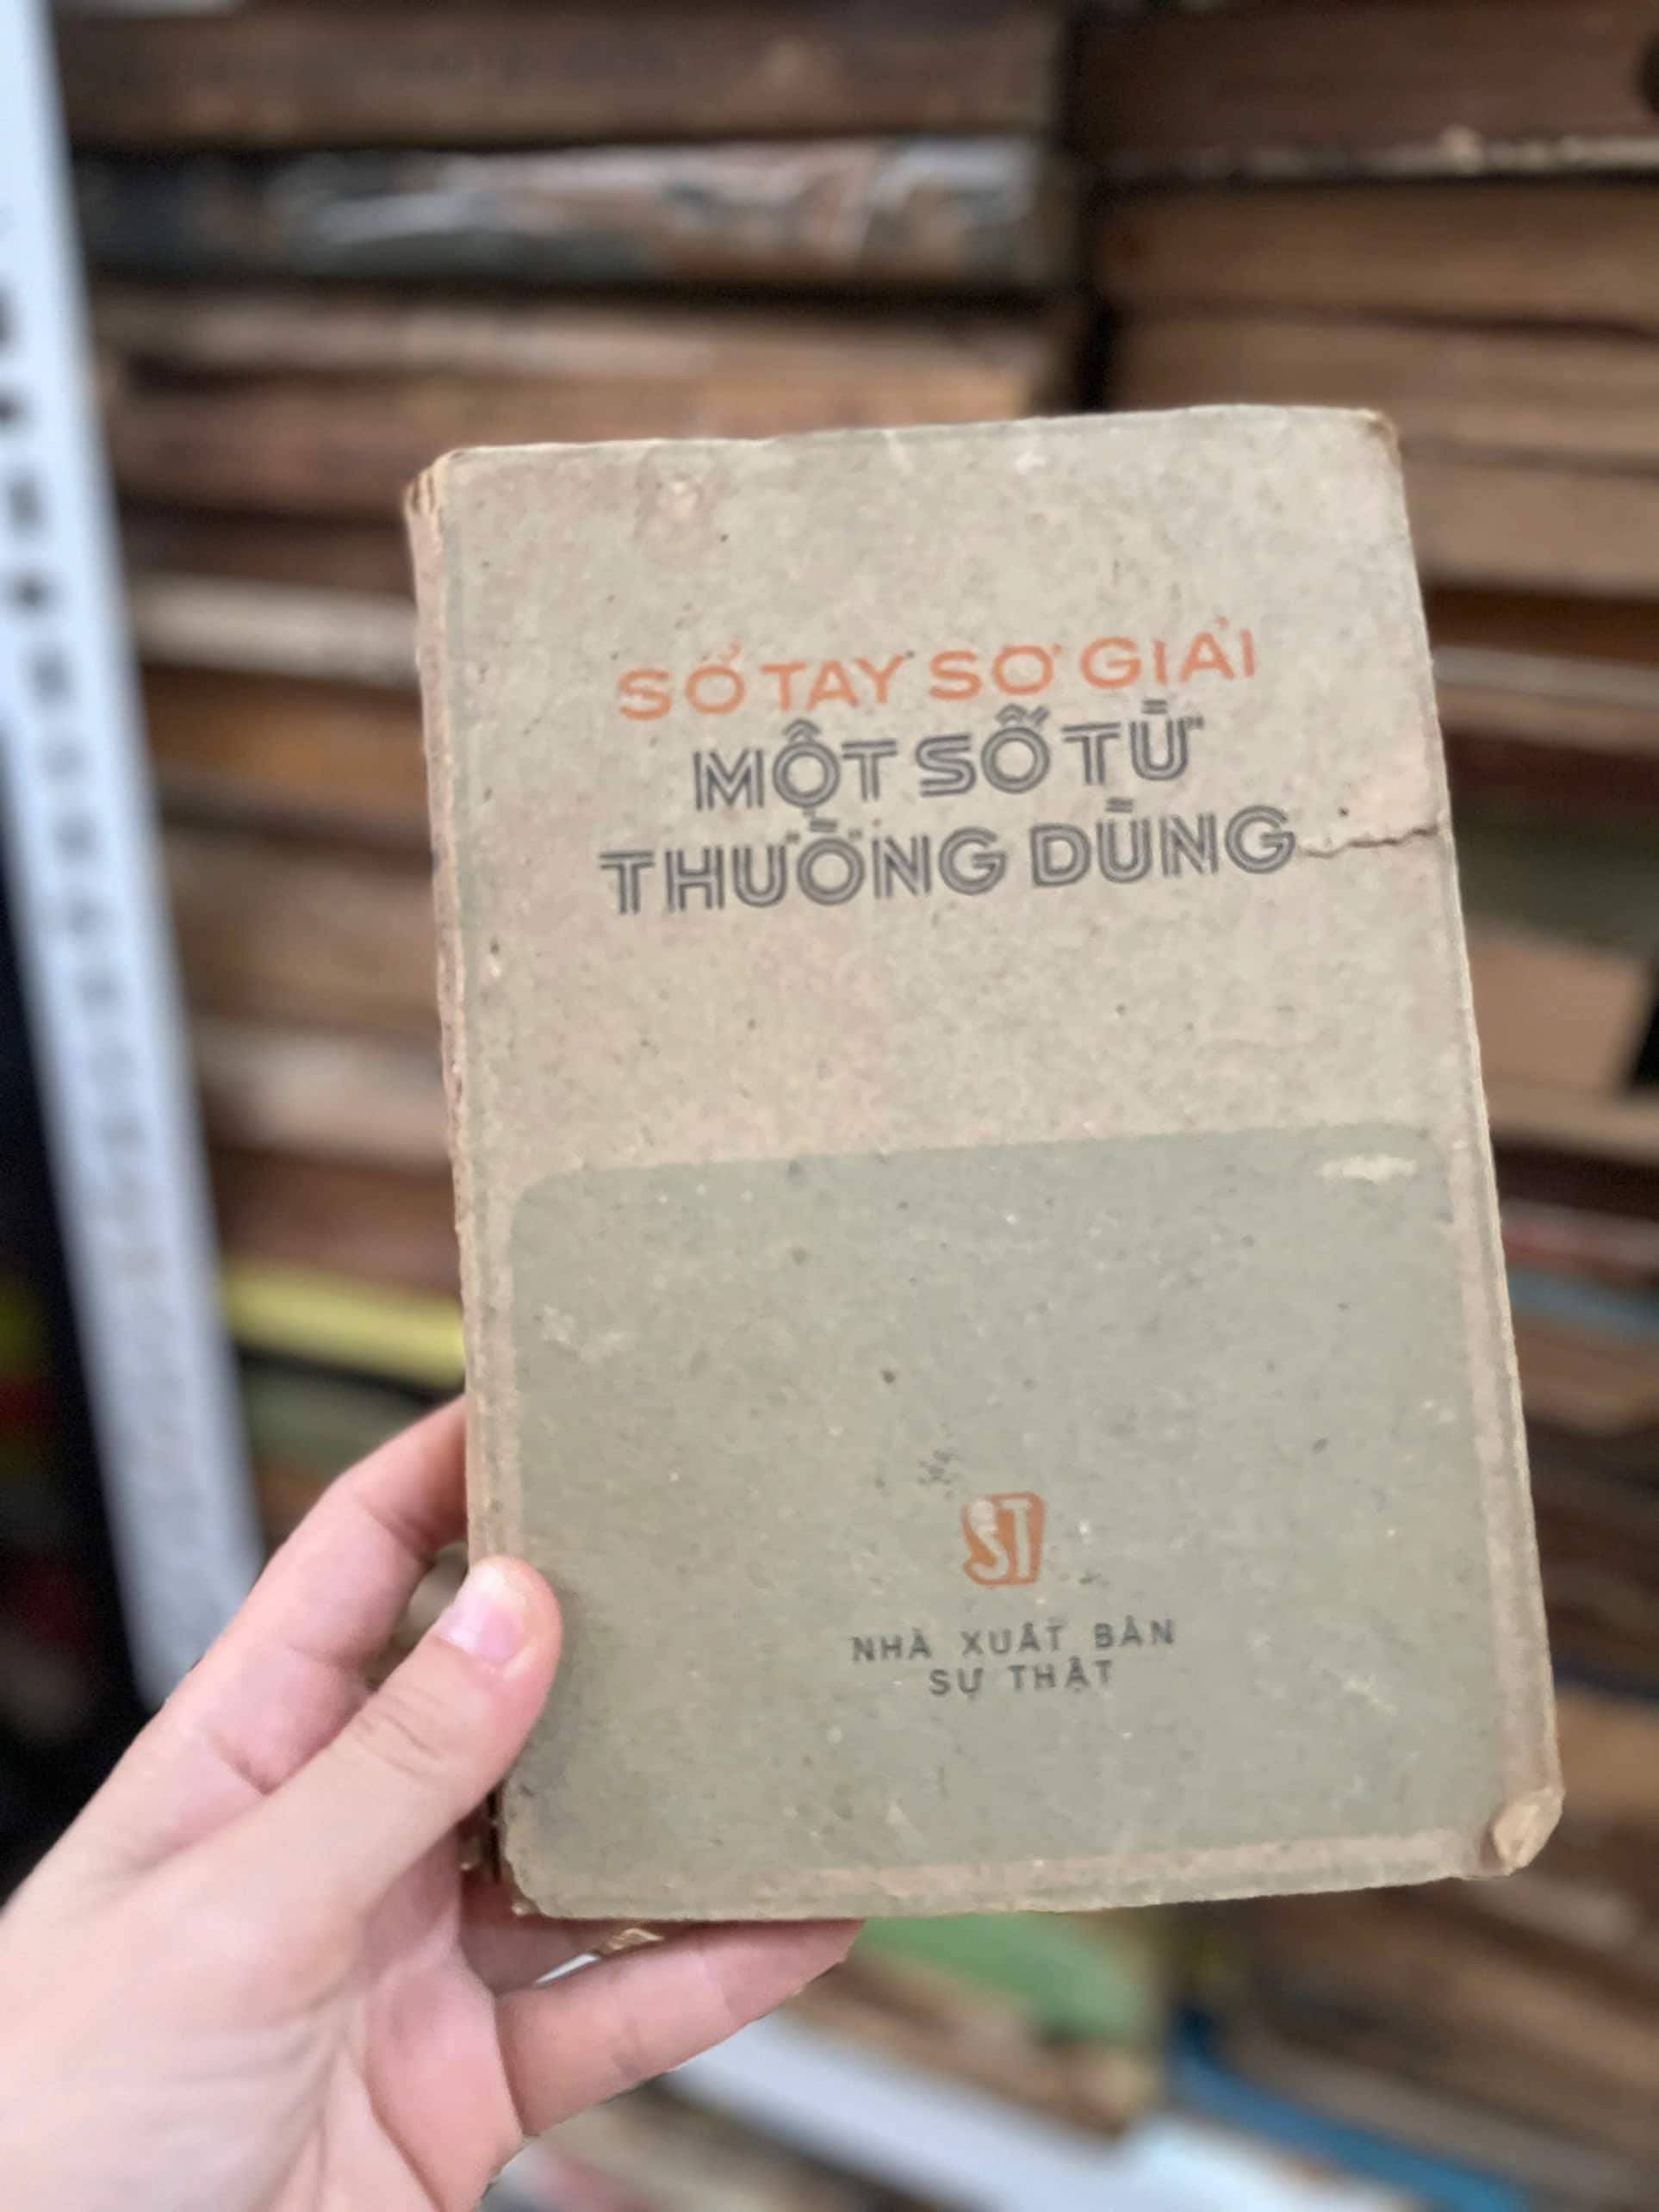 SỔ TAY SƠ GIẢI
MỘT SỐ TỪ
THƯỜNG DÙNG
ST
NHÀ XUẤT BẢN
SỰ THẬT